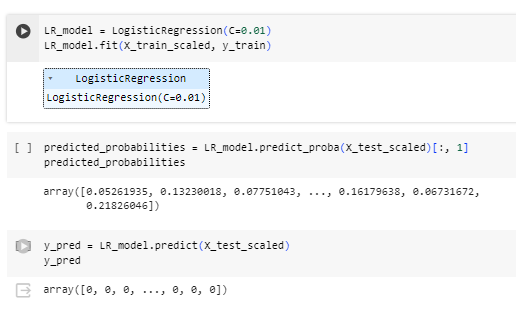 LR_model = LogisticRegression(C=0.01)
LR_model.fit(X_train_scaled, y_train)
LogisticRegression
LogisticRegression(C=0.01)
[ ] predicted_probabilities = LR_model.predict_proba(X_test_scaled)[:, 1]
predicted_probabilities
array([0.05261935, 0.13230018, 0.07751043, ..., 0.16179638, 0.06731672,
0.21826046])
y_pred = LR_model.predict(X_test_scaled)
y_pred
array([0, 0, 0, ..., 0, 0, 0])